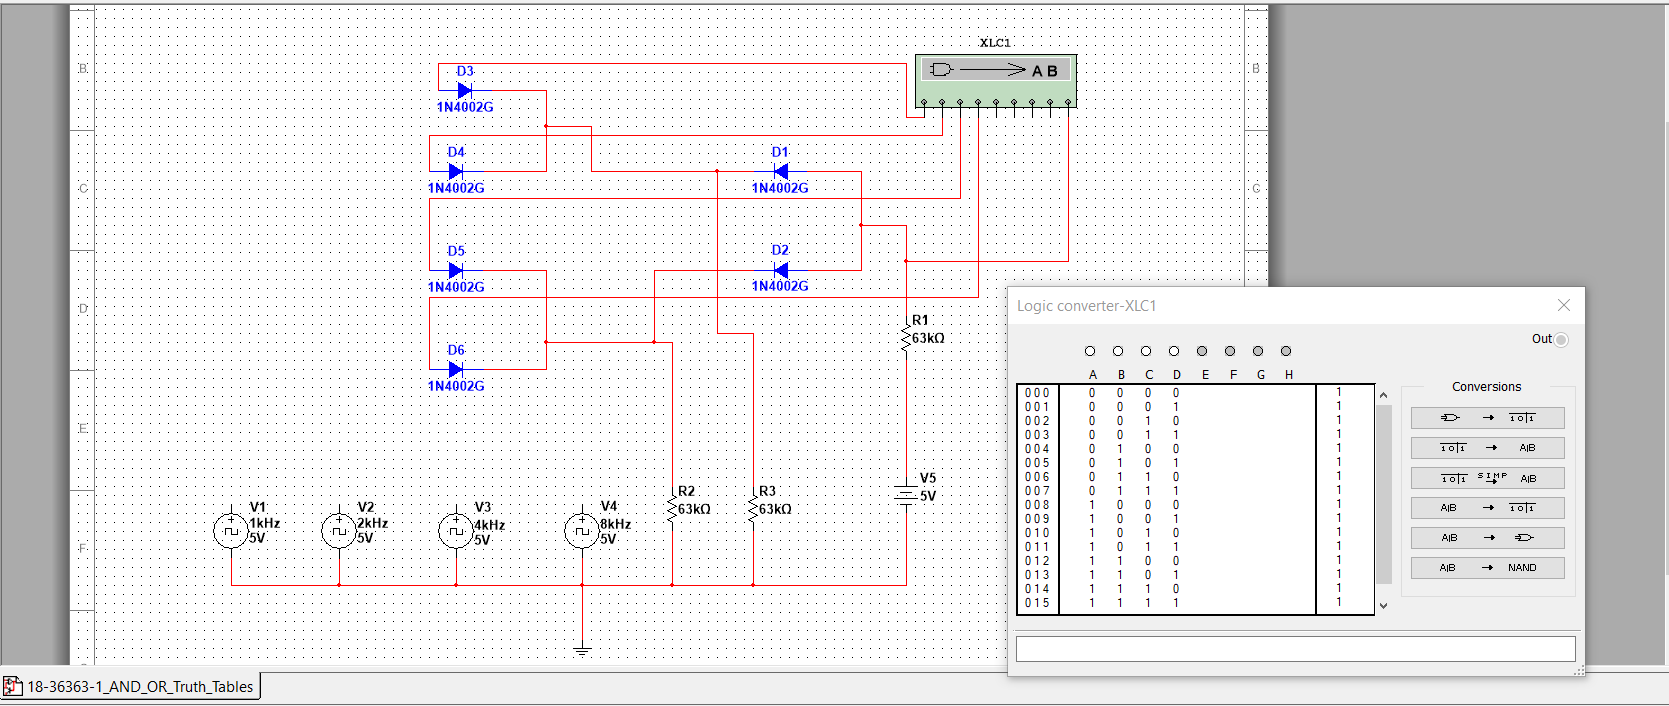 XLC1
A B
B
B
D3
1N4002G
D4
1N4002G
D1
1N4002G
C
C
D5
1N4002G
D2
1N4002G
D
D6
1N4002G
R1
63kΩ
E
V1
1kHz
5V
V2
2kHz
5V
V3
4kHz
5V
V4
8kHz
5V
R2
63kΩ
R3
63kΩ
V5
5V
F
Logic converter-XLC1
Out
A B C D E F G H
000 0 0 0 0 1
001 0 0 0 1 1
002 0 0 1 0 1
003 0 0 1 1 1
004 0 1 0 0 1
005 0 1 0 1 1
006 0 1 1 0 1
007 0 1 1 1 1
008 1 0 0 0 1
009 1 0 0 1 1
010 1 0 1 0 1
011 1 0 1 1 1
012 1 1 0 0 1
013 1 1 0 1 1
014 1 1 1 0 1
015 1 1 1 1 1
Conversions
→ 1 0|1
1 0|1 → A|B
1 0|1 SIMP → A|B
A|B → 1 0|1
A|B →
A|B → NAND
18-36363-1_AND_OR_Truth_Tables